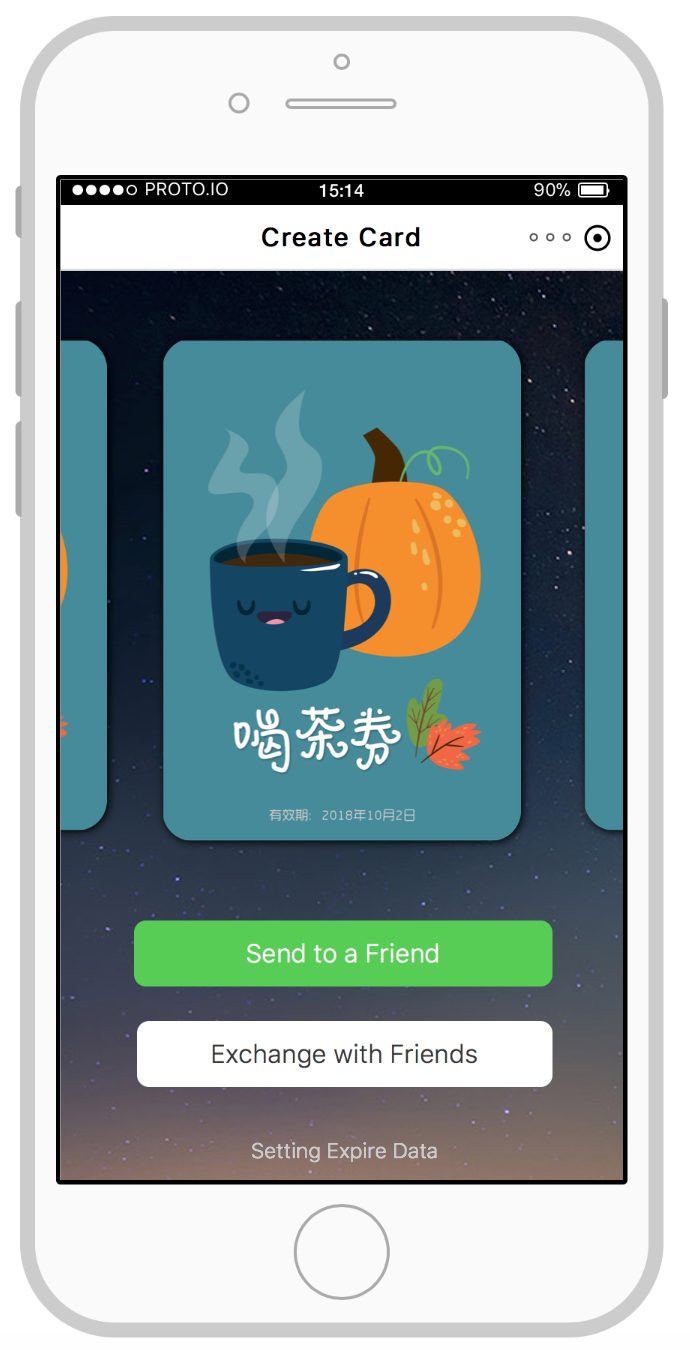 PROTO.IO
15:14
90%
Create Card
喝茶券
有效期: 2018年10月2日
Send to a Friend
Exchange with Friends
Setting Expire Data